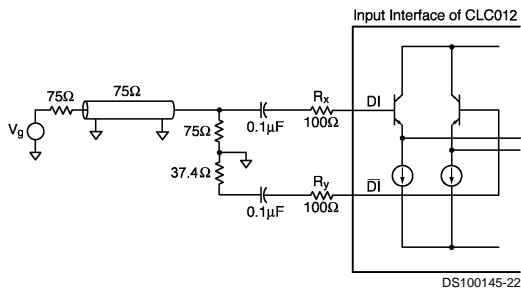 Input Interface of CLC012
75Ω
75Ω
Vg
75Ω
37.4Ω
0.1µF
Rx
100Ω
DI
0.1µF
Ry
100Ω
D̅I̅
DS100145-22